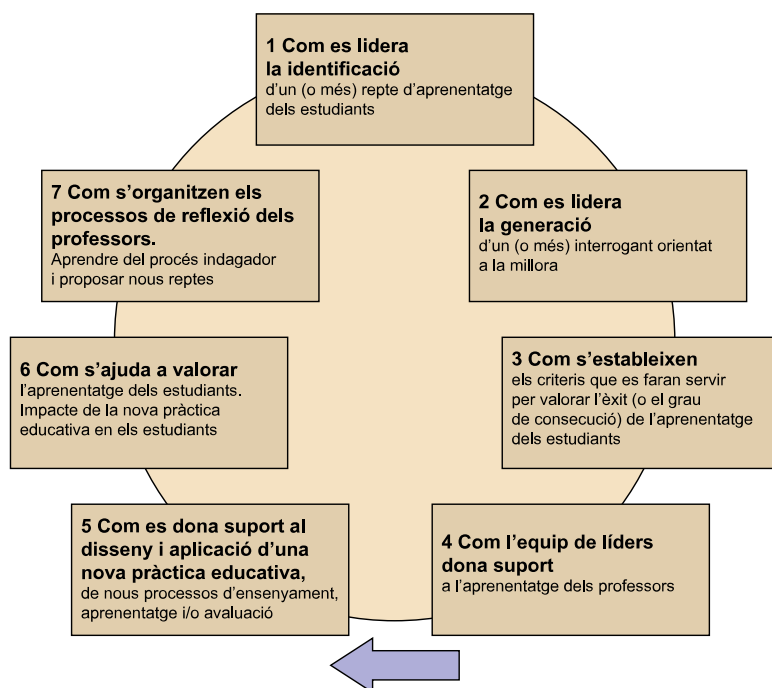 1 Com es lidera
la identificació
d'un (o més) repte d'aprenentatge
dels estudiants
2 Com es lidera
la generació
d'un (o més) interrogant orientat
a la millora
3 Com s'estableixen
els criteris que es faran servir
per valorar l'èxit (o el grau
de consecució) de l'aprenentatge
dels estudiants
4 Com l'equip de líders
dona suport
a l'aprenentatge dels professors
5 Com es dona suport al
disseny i aplicació d'una
nova pràctica educativa,
de nous processos d'ensenyament,
aprenentatge i/o avaluació
6 Com s'ajuda a valorar
l'aprenentatge dels estudiants.
Impacte de la nova pràctica
educativa en els estudiants
7 Com s'organitzen els
processos de reflexió dels
professors.
Aprendre del procés indagador
i proposar nous reptes